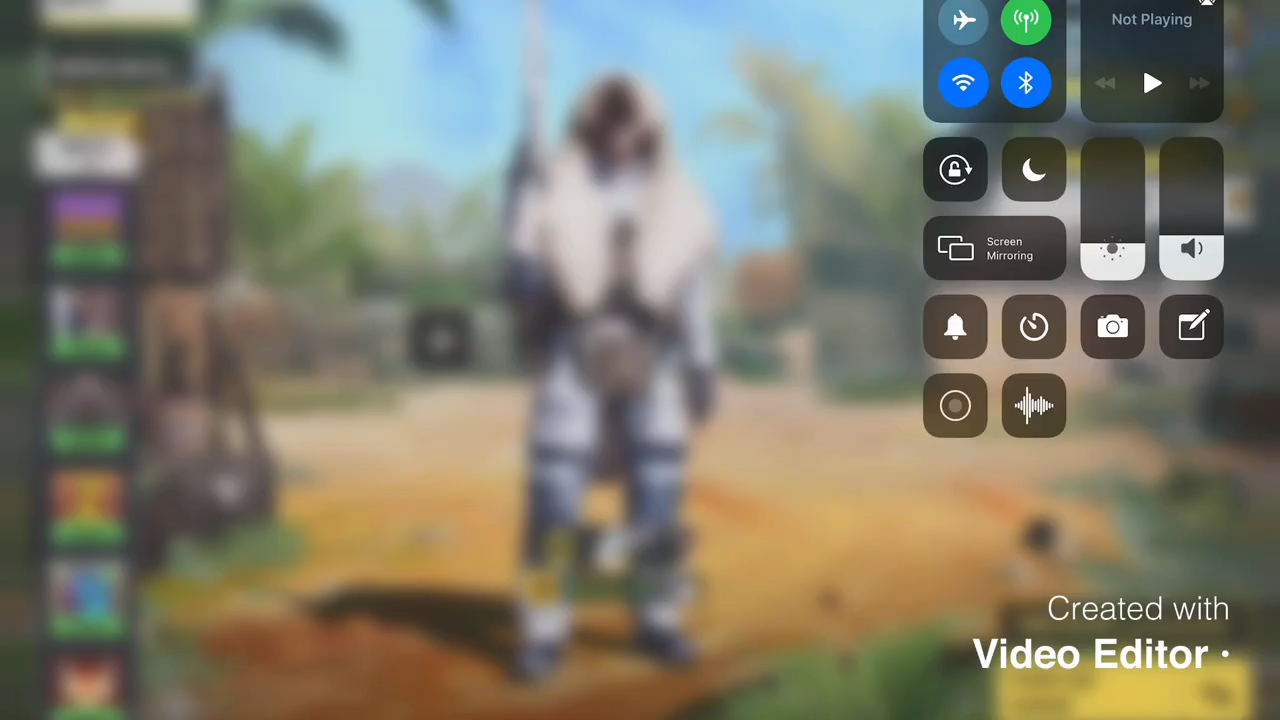 Not Playing
Screen
Mirroring
Created with
Video Editor ·